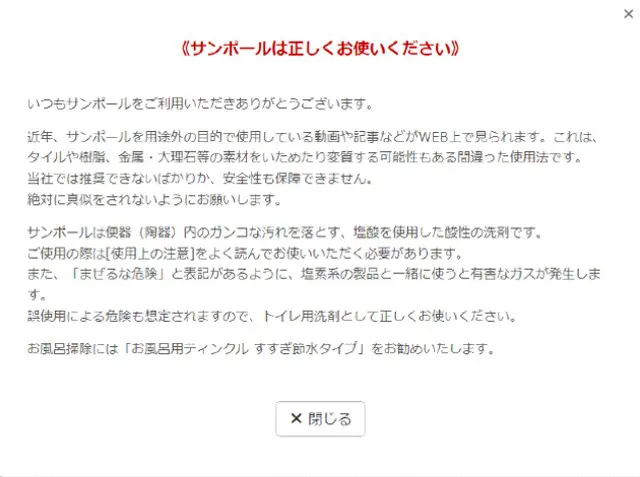 《サンポールは正しくお使いください》
いつもサンポールをご利用いただきありがとうございます。
近年、サンポールを用途外の目的で使用している動画や記事などがWEB上で見られます。これは、
タイルや樹脂、金属・大理石等の素材をいためたり変質する可能性もある間違った使用法です。
当社では推奨できないばかりか、安全性も保障できません。
絶対に真似をされないようにお願いします。
サンポールは便器（陶器）内のガンコな汚れを落とす、塩酸を使用した酸性の洗剤です。
ご使用の際は[使用上の注意]をよく読んでお使いいただく必要があります。
また、「まぜるな危険」と表記があるように、塩素系の製品と一緒に使うと有害なガスが発生しま
す。
誤使用による危険も想定されますので、トイレ用洗剤として正しくお使いください。
お風呂掃除には「お風呂用ティンクル すすぎ節水タイプ」をお勧めいたします。
✕ 閉じる